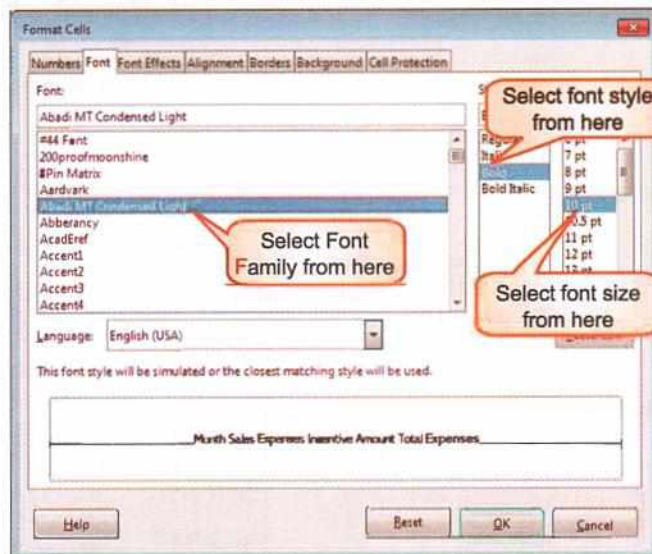 Format Cells
Numbers Font Font Effects Alignment Borders Background Cell Protection
Font:
Abadi MT Condensed Light
#44 Font
200proofmoonshine
#Pin Matrix
Aardvark
Abadi MT Condensed Light
Abberancy
AcadEref
Accent1
Accent2
Accent3
Accent4
Select font style
from here
Italic
Bold
Bold Italic
7 pt
8 pt
9 pt
10 pt
10.5 pt
11 pt
12 pt
Select Font
Family from here
Select font size
from here
Language: English (USA)
This font style will be simulated or the closest matching style will be used.
Month Sales Expenses Incentive Amount Total Expenses
Help Reset OK Cancel